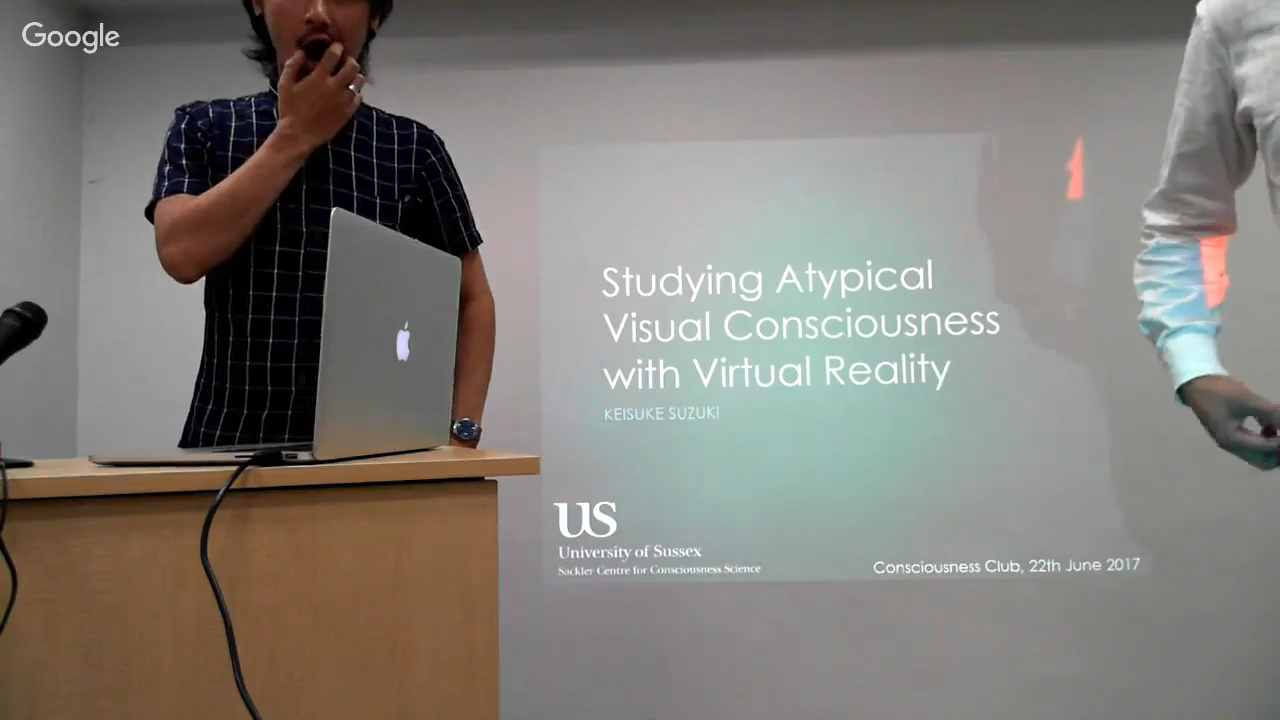 Google
Studying Atypical
Visual Consciousness
with Virtual Reality
KEISUKE SUZUKI
US
University of Sussex
Sackler Centre for Consciousness Science
Consciousness Club, 22th June 2017